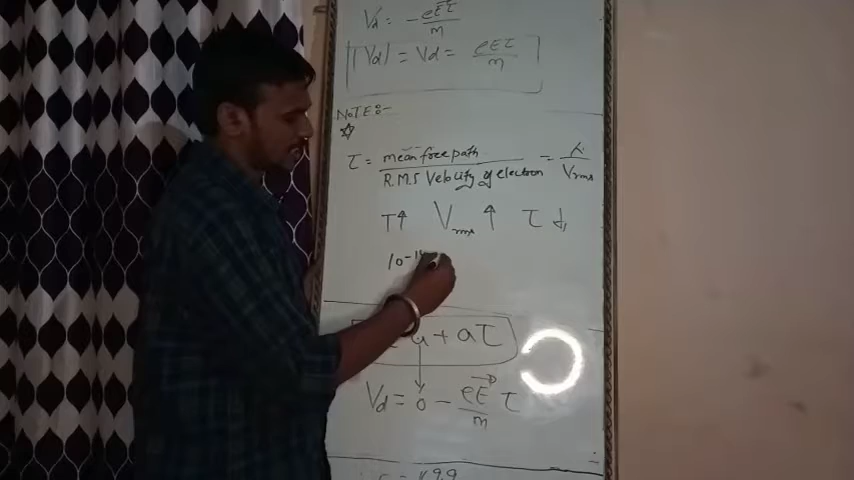 Vd = - eEτ/m
|Vd| = Vd = eEτ/m
NOTE:-
τ = mean free path / R.M.S Velocity of electron = λ/Vrms
T↑ Vrms ↑ τ ↓
10-1
u + aτ
Vd = 0 - eE/m τ